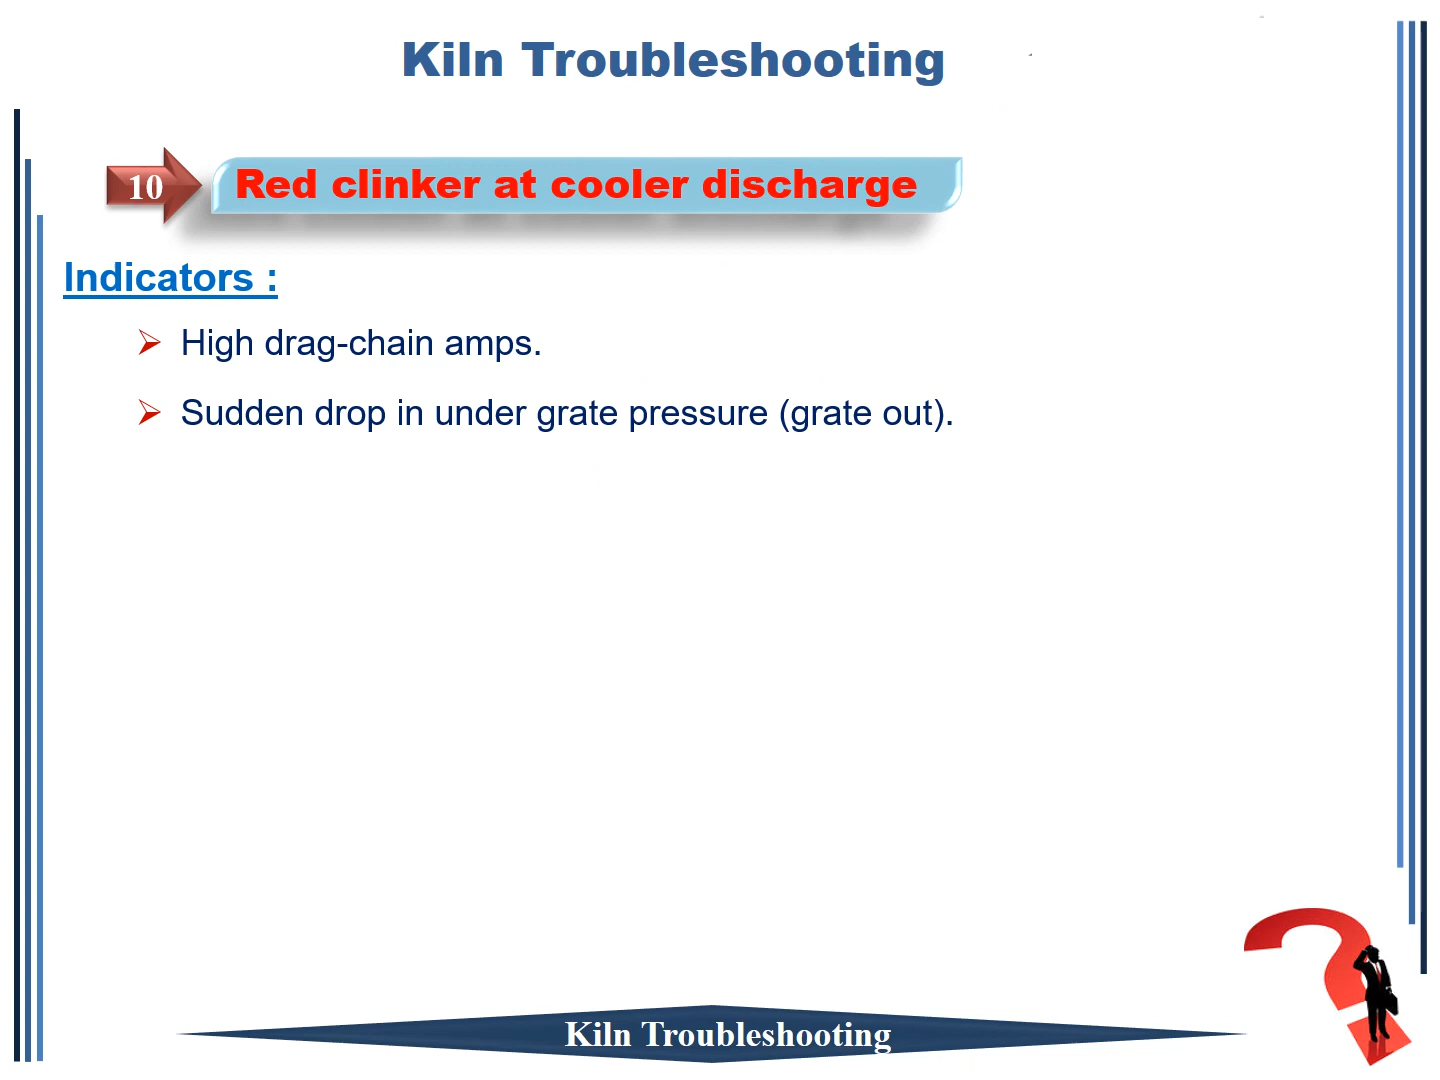 Kiln Troubleshooting
10
Red clinker at cooler discharge
Indicators :
High drag-chain amps.
Sudden drop in under grate pressure (grate out).
Kiln Troubleshooting